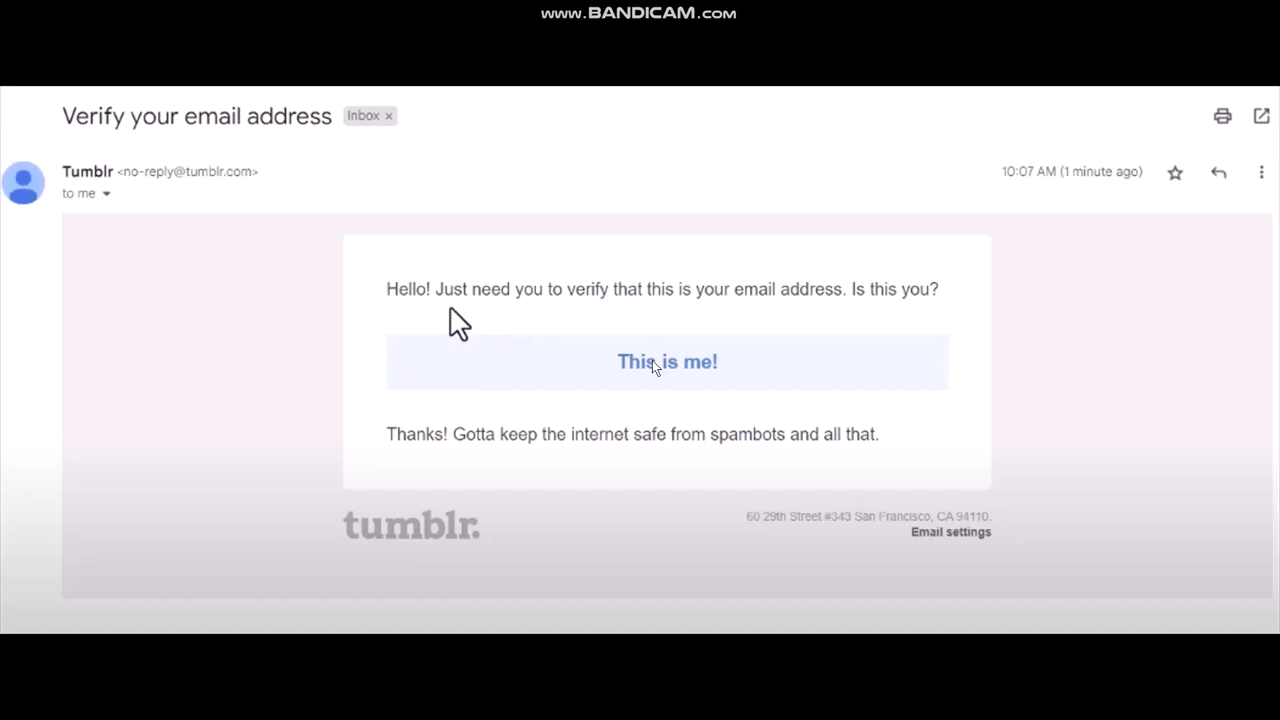 www.BANDICAM.com
Verify your email address Inbox ×
Tumblr <no-reply@tumblr.com> 10:07 AM (1 minute ago)
to me
Hello! Just need you to verify that this is your email address. Is this you?
This is me!
Thanks! Gotta keep the internet safe from spambots and all that.
tumblr. 60 29th Street #343 San Francisco, CA 94110.
Email settings